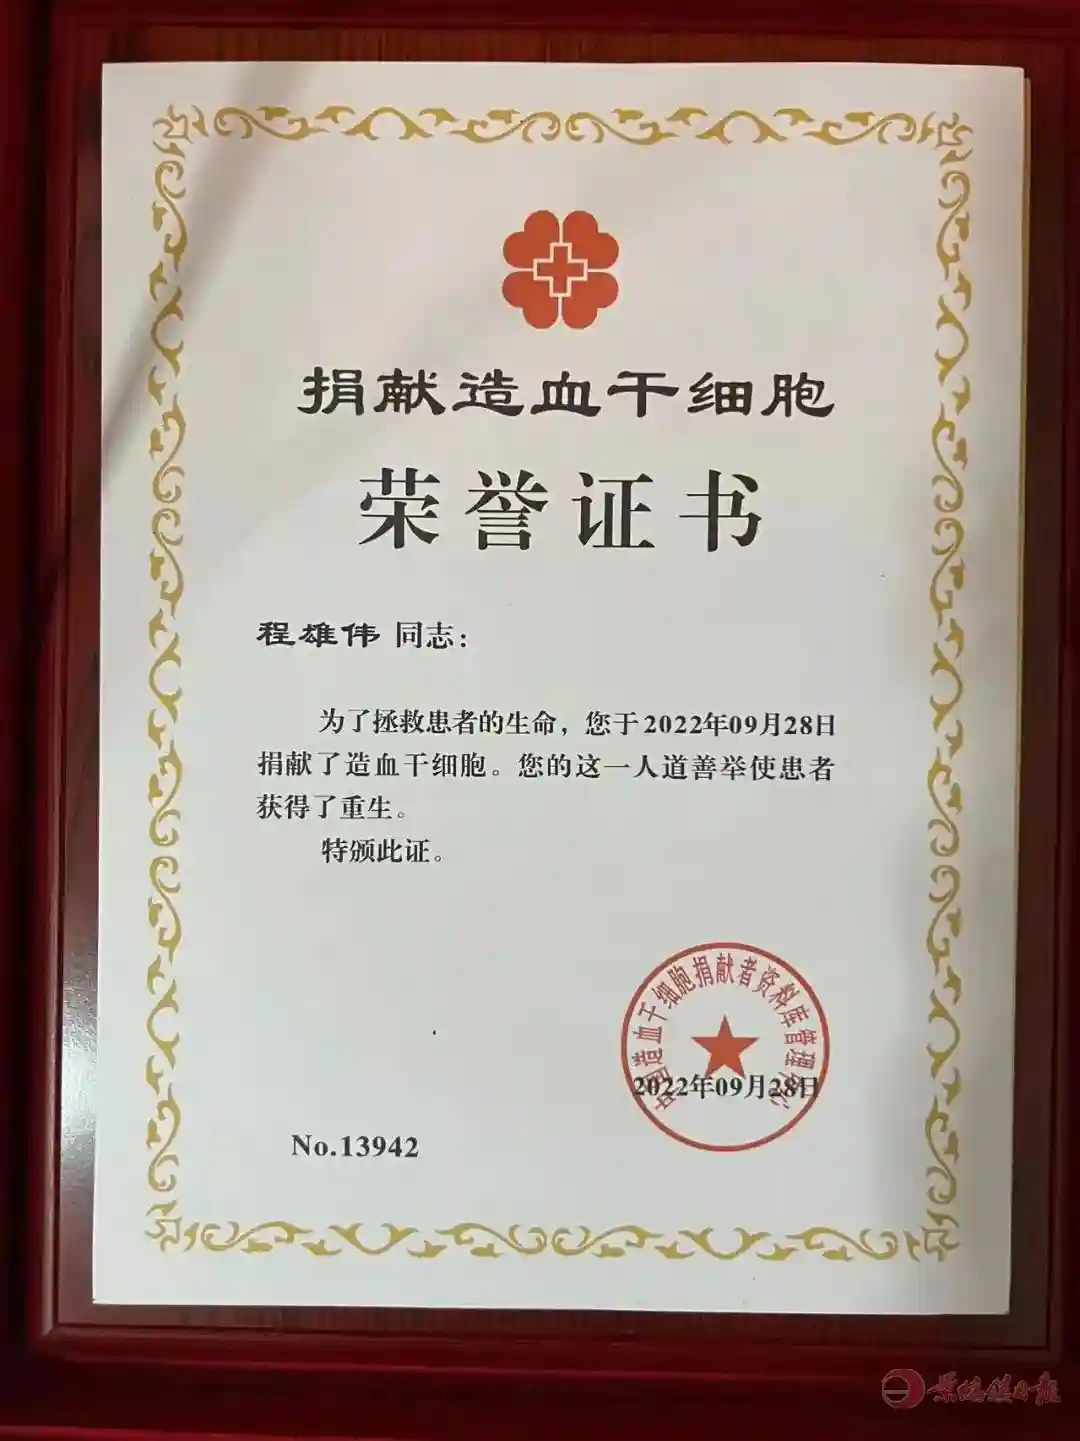 捐献造血干细胞
荣誉证书
程雄伟 同志：
为了拯救患者的生命，您于2022年09月28日
捐献了造血干细胞。您的这一人道善举使患者
获得了重生。
特颁此证。
中国造血干细胞捐献者资料库管理中心
2022年09月28日
No.13942
景德镇日报